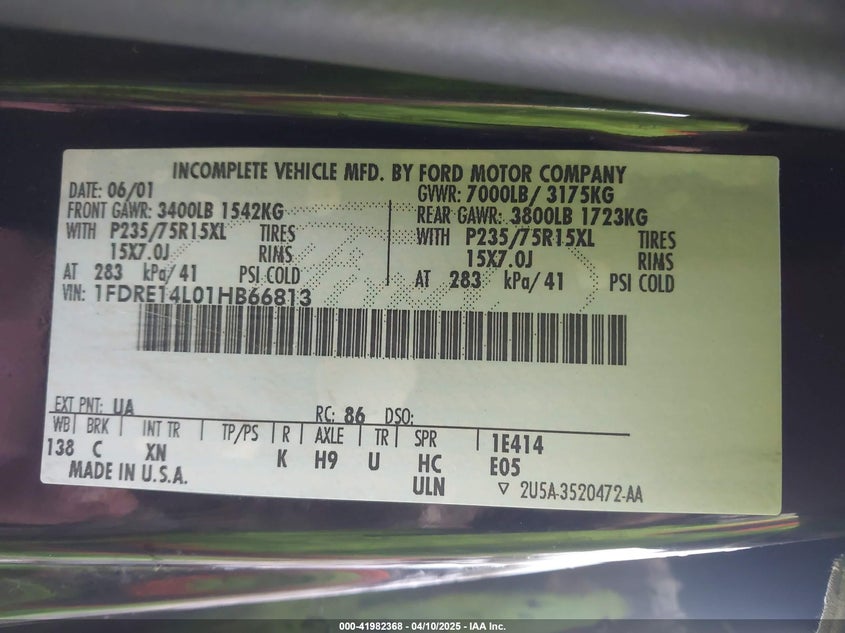 INCOMPLETE VEHICLE MFD. BY FORD MOTOR COMPANY
DATE: 06/01 GVWR: 7000LB/ 3175KG
FRONT GAWR: 3400LB 1542KG REAR GAWR: 3800LB 1723KG
WITH P235/75R15XL TIRES WITH P235/75R15XL TIRES
15X7.0J RIMS 15X7.0J RIMS
AT 283 kPa/ 41 PSI COLD AT 283 kPa/ 41 PSI COLD
VIN: 1FDRE14L01HB66813
EXT PNT: UA RC: 86 DSO:
WB BRK INT TR TP/PS R AXLE TR SPR 1E414
138 C XN K H9 U HC E05
MADE IN U.S.A. ULN ▽ 2U5A-3520472-AA
000-41982368 - 04/10/2025 - IAA Inc.